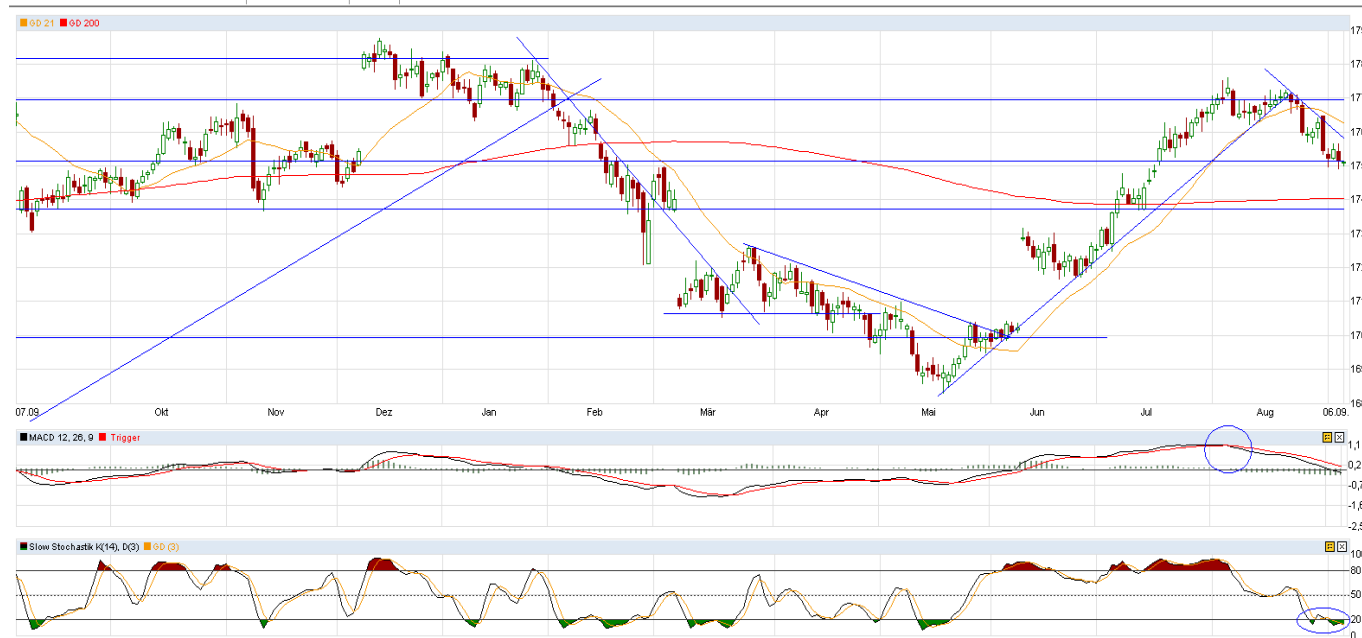 GD 21 GD 200
07.09. Okt Nov Dez Jan Feb Mär Apr Mai Jun Jul Aug 06.09.
MACD 12, 26, 9 Trigger
1,1
0,2
-0,7
-1,6
-2,5
Slow Stochastik K(14), D(3) GD (3)
100
80
50
20
0